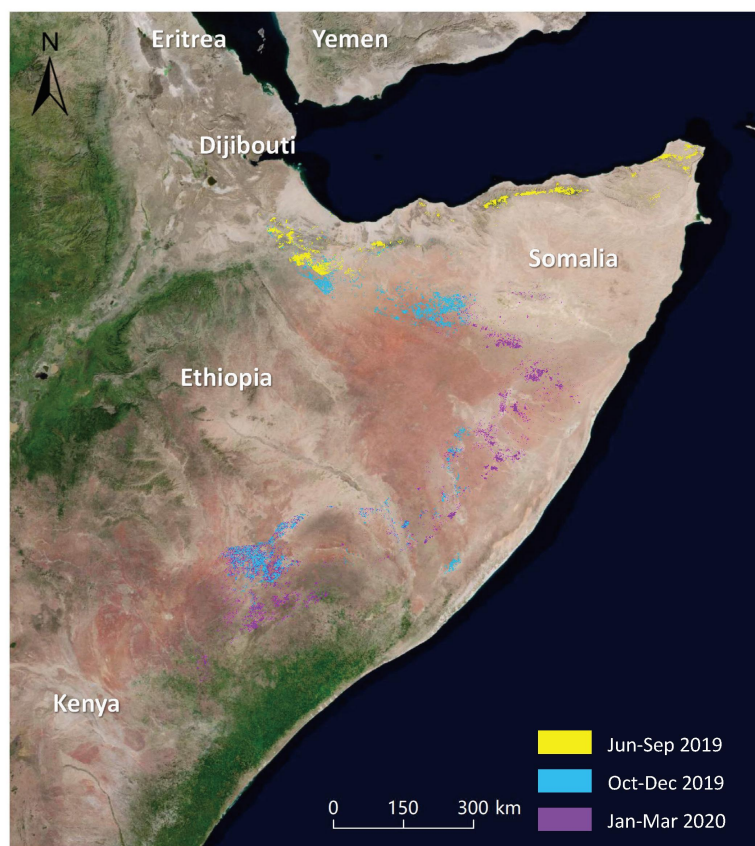 N
Eritrea
Yemen
Dijibouti
Somalia
Ethiopia
Kenya
Jun-Sep 2019
Oct-Dec 2019
Jan-Mar 2020
0 150 300 km